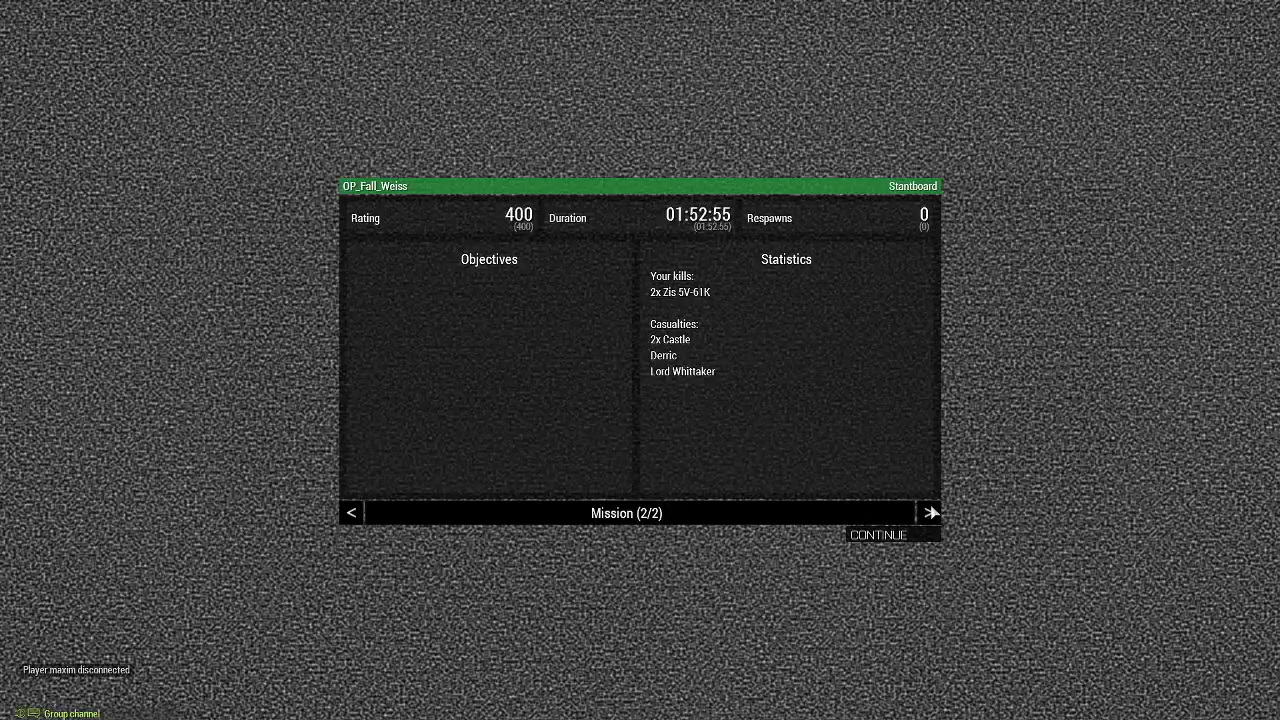 OP_Fall_Weiss Stantboard
Rating 400 Duration 01:52:55 Respawns 0
(400) (01:52:55) (0)
Objectives Statistics
Your kills:
2x Zis 5V-61K
Casualties:
2x Castle
Derric
Lord Whittaker
< Mission (2/2) >
CONTINUE
Player maxim disconnected
Group channel